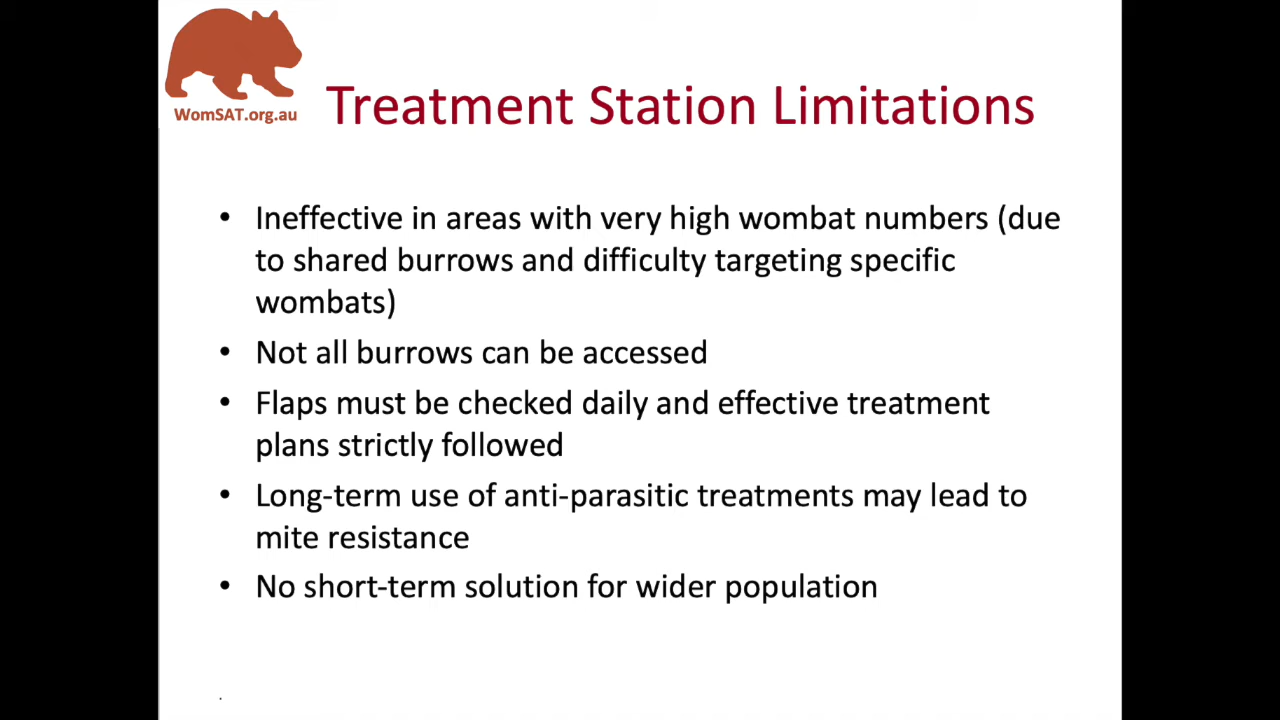 WomSAT.org.au
Treatment Station Limitations
• Ineffective in areas with very high wombat numbers (due
to shared burrows and difficulty targeting specific
wombats)
• Not all burrows can be accessed
• Flaps must be checked daily and effective treatment
plans strictly followed
• Long-term use of anti-parasitic treatments may lead to
mite resistance
• No short-term solution for wider population
.